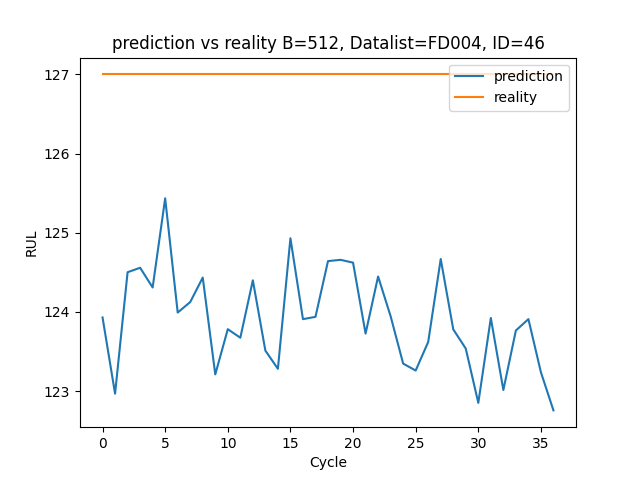 prediction vs reality B=512, Datalist=FD004, ID=46
127
126
125
124
123
RUL
prediction
reality
0 5 10 15 20 25 30 35
Cycle